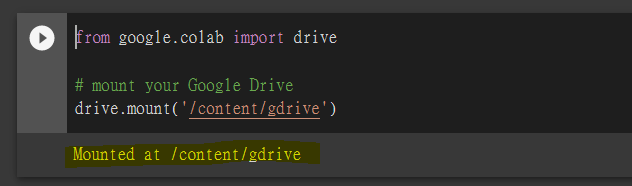 from google.colab import drive
# mount your Google Drive
drive.mount('/content/gdrive')
Mounted at /content/gdrive